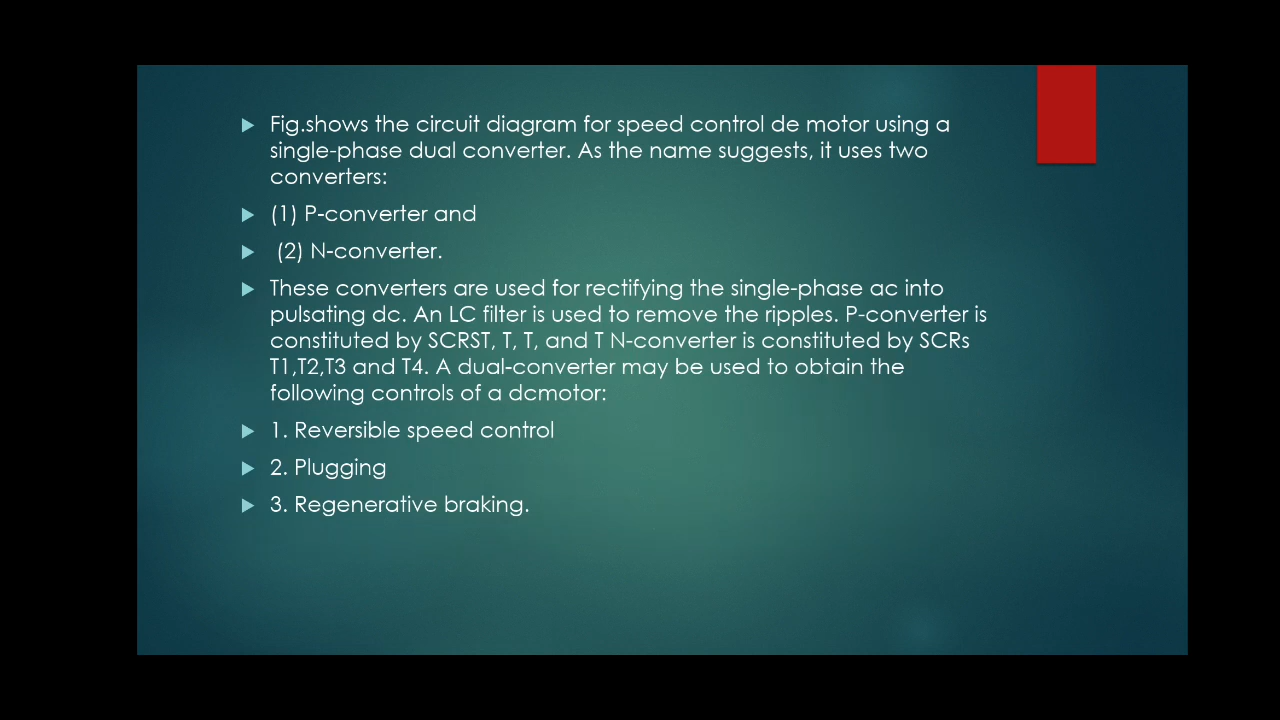 Fig.shows the circuit diagram for speed control de motor using a
single-phase dual converter. As the name suggests, it uses two
converters:
(1) P-converter and
(2) N-converter.
These converters are used for rectifying the single-phase ac into
pulsating dc. An LC filter is used to remove the ripples. P-converter is
constituted by SCRST, T, T, and T N-converter is constituted by SCRs
T1,T2,T3 and T4. A dual-converter may be used to obtain the
following controls of a dcmotor:
1. Reversible speed control
2. Plugging
3. Regenerative braking.